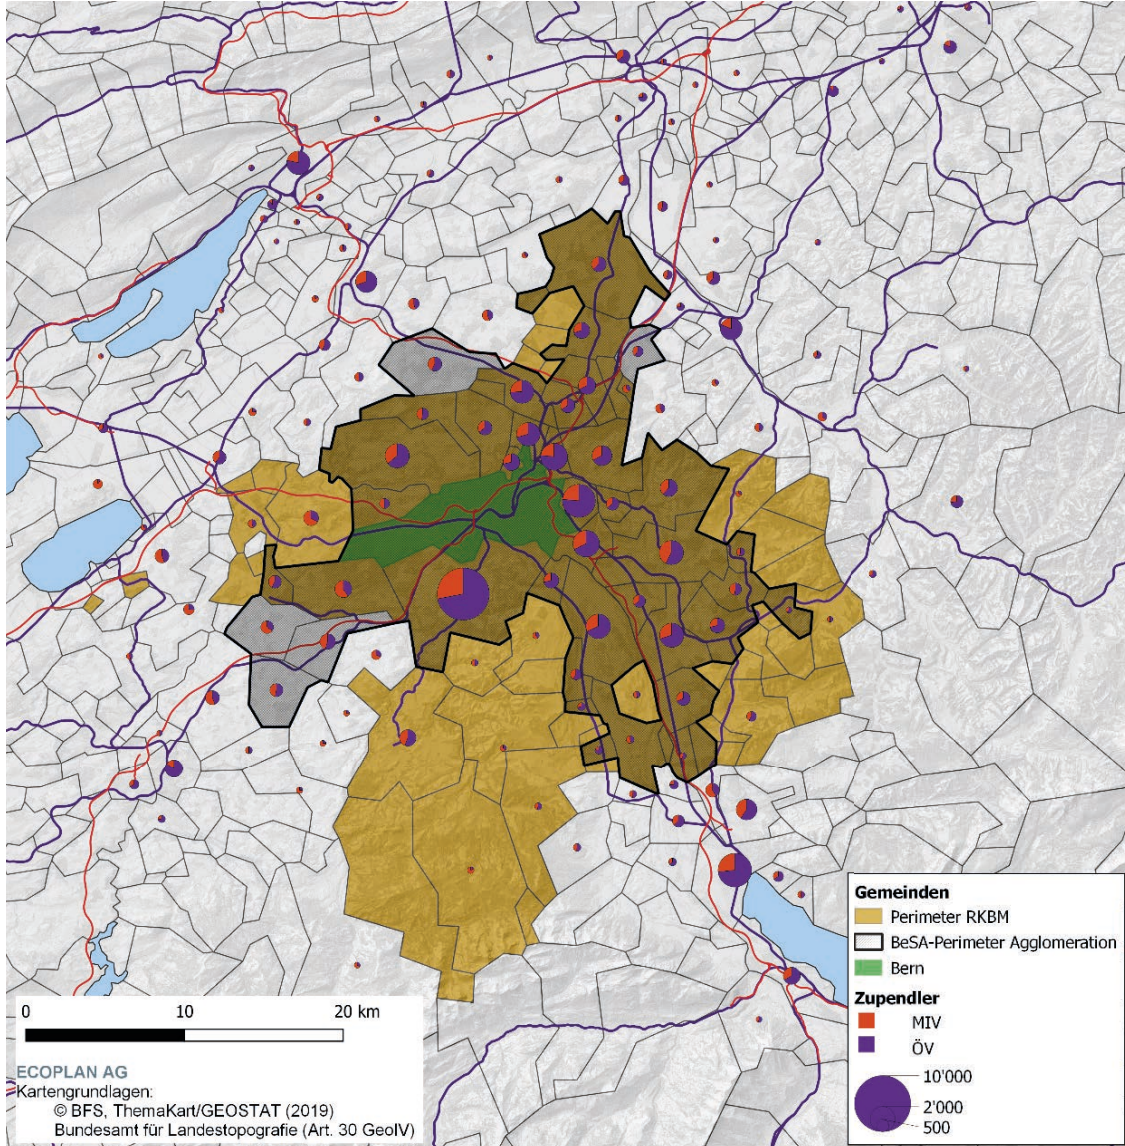 Gemeinden
Perimeter RKBM
BeSA-Perimeter Agglomeration
Bern
Zupendler
MIV
ÖV
10'000
2'000
500
0 10 20 km
ECOPLAN AG
Kartengrundlagen:
© BFS, ThemaKart/GEOSTAT (2019)
Bundesamt für Landestopografie (Art. 30 GeoIV)